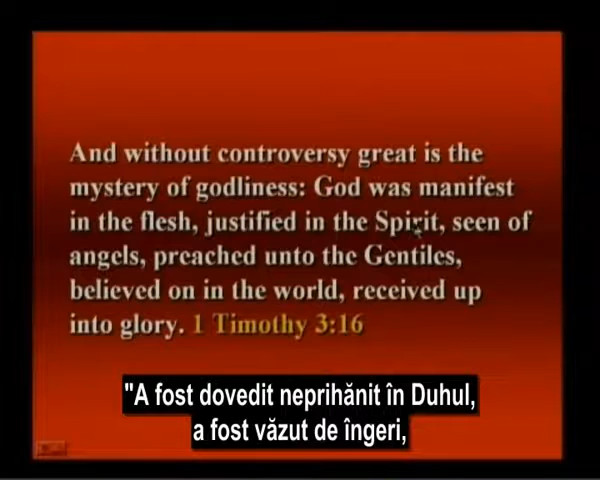 And without controversy great is the
mystery of godliness: God was manifest
in the flesh, justified in the Spirit, seen of
angels, preached unto the Gentiles,
believed on in the world, received up
into glory. 1 Timothy 3:16
"A fost dovedit neprihănit în Duhul,
a fost văzut de îngeri,